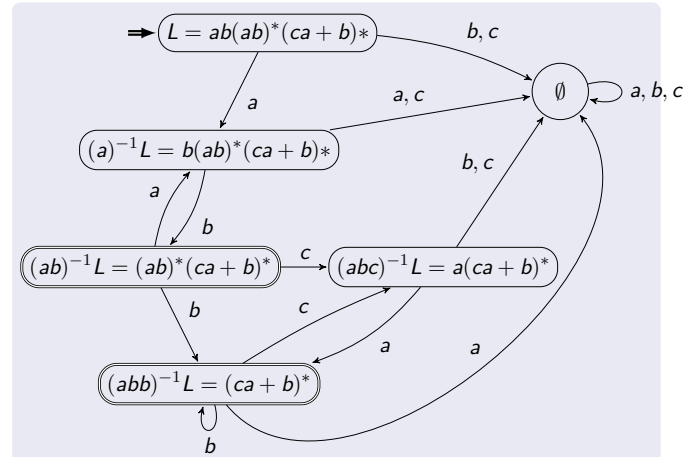 L = ab(ab)*(ca + b)*
b, c
∅
a, b, c
a
a, c
(a)⁻¹L = b(ab)*(ca + b)*
b, c
a
b
(ab)⁻¹L = (ab)*(ca + b)*
c
(abc)⁻¹L = a(ca + b)*
b
c
a
a
(abb)⁻¹L = (ca + b)*
b